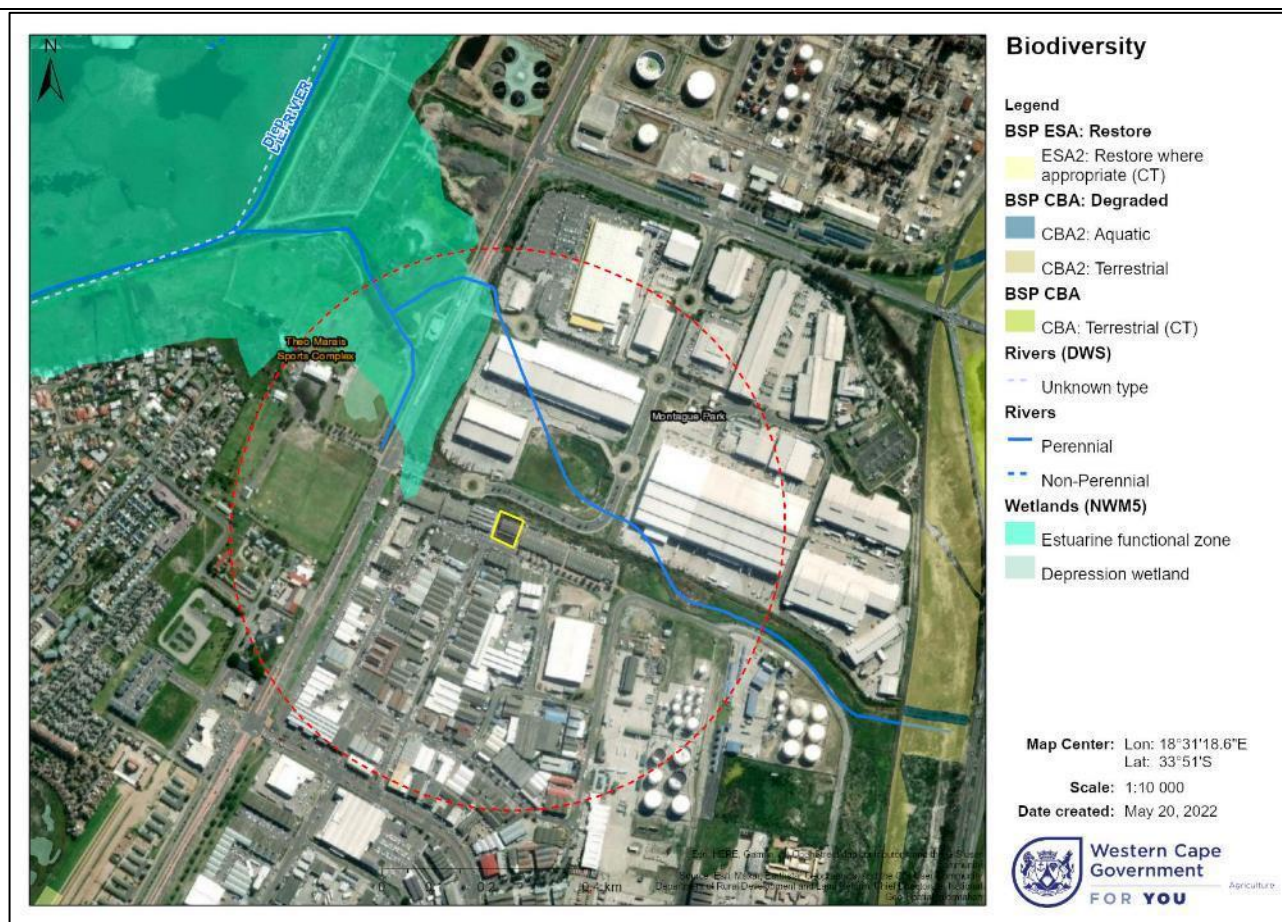 Biodiversity
Legend
BSP ESA: Restore
ESA2: Restore where
appropriate (CT)
BSP CBA: Degraded
CBA2: Aquatic
CBA2: Terrestrial
BSP CBA
CBA: Terrestrial (CT)
Rivers (DWS)
Unknown type
Rivers
Perennial
Non-Perennial
Wetlands (NWM5)
Estuarine functional zone
Depression wetland
Map Center: Lon: 18°31'18.6"E
Lat: 33°51'S
Scale: 1:10 000
Date created: May 20, 2022
Western Cape
Government
Agriculture
FOR YOU
N
Theo Marais
Sports Complex
Montague Park
0 0.2 0.4 km